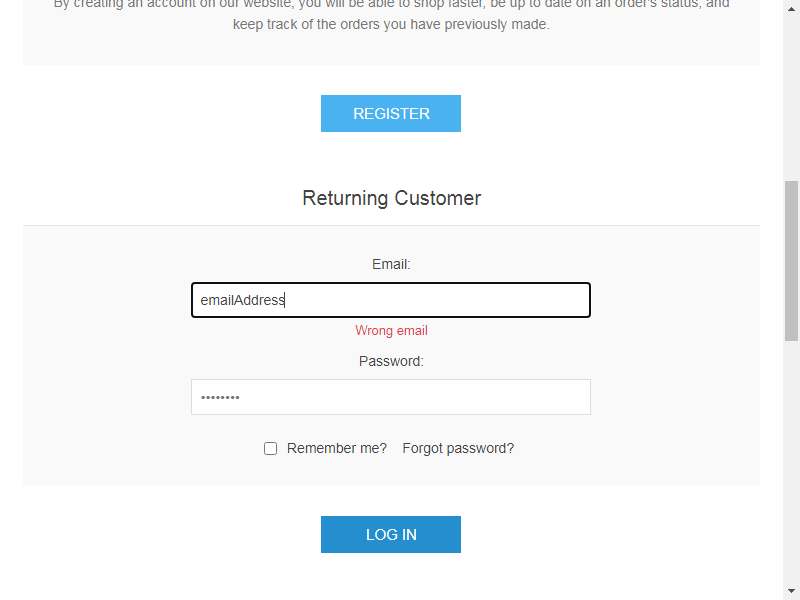 By creating an account on our website, you will be able to shop faster, be up to date on an order's status, and
keep track of the orders you have previously made.
REGISTER
Returning Customer
Email:
emailAddress
Wrong email
Password:
••••••••
Remember me? Forgot password?
LOG IN